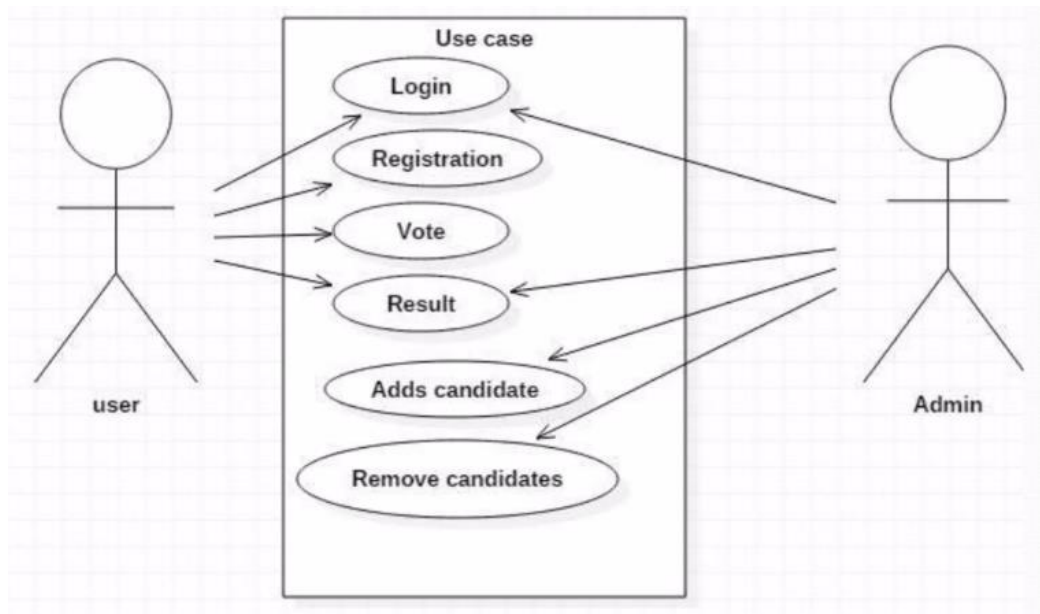 Use case
Login
Registration
Vote
Result
Adds candidate
Remove candidates
user
Admin